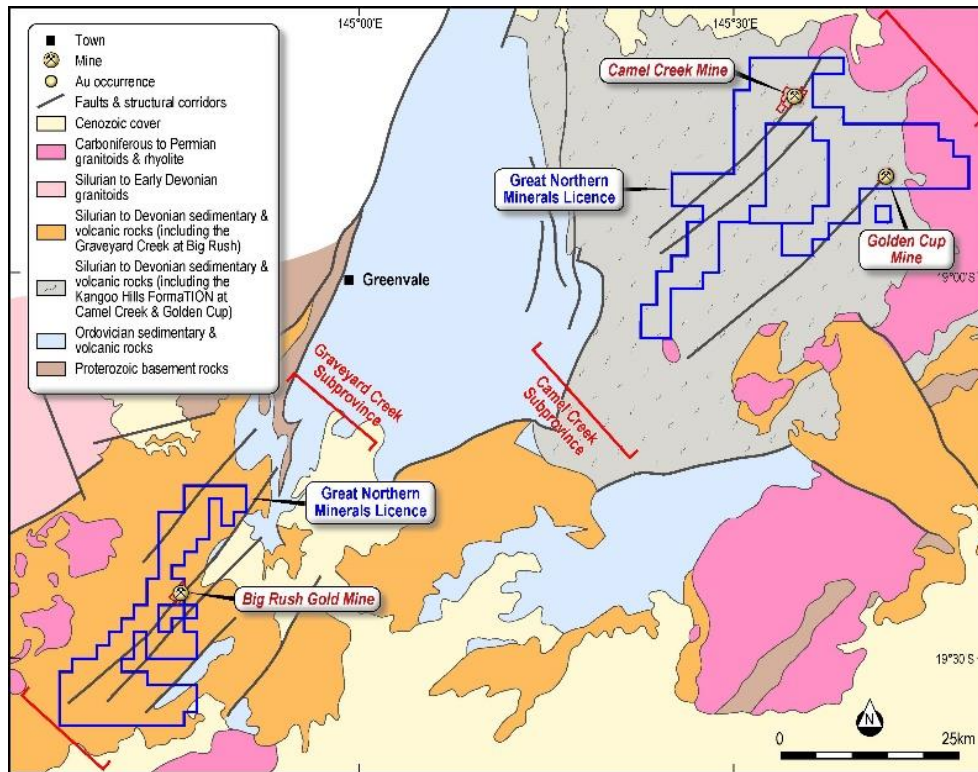 145°00'E
145°30'E
Town
Mine
Au occurrence
Faults & structural corridors
Cenozoic cover
Carboniferous to Permian
granitoids & rhyolite
Silurian to Early Devonian
granitoids
Silurian to Devonian sedimentary &
volcanic rocks (including the
Graveyard Creek at Big Rush)
Silurian to Devonian sedimentary &
volcanic rocks (including the
Kangoo Hills FormaTION at
Camel Creek & Golden Cup)
Ordovician sedimentary &
volcanic rocks
Proterozoic basement rocks
Camel Creek Mine
Great Northern
Minerals Licence
Golden Cup
Mine
19°00'S
Greenvale
Graveyard Creek
Subprovince
Camel Creek
Subprovince
Great Northern
Minerals Licence
Big Rush Gold Mine
19°30'S
N
0
25km